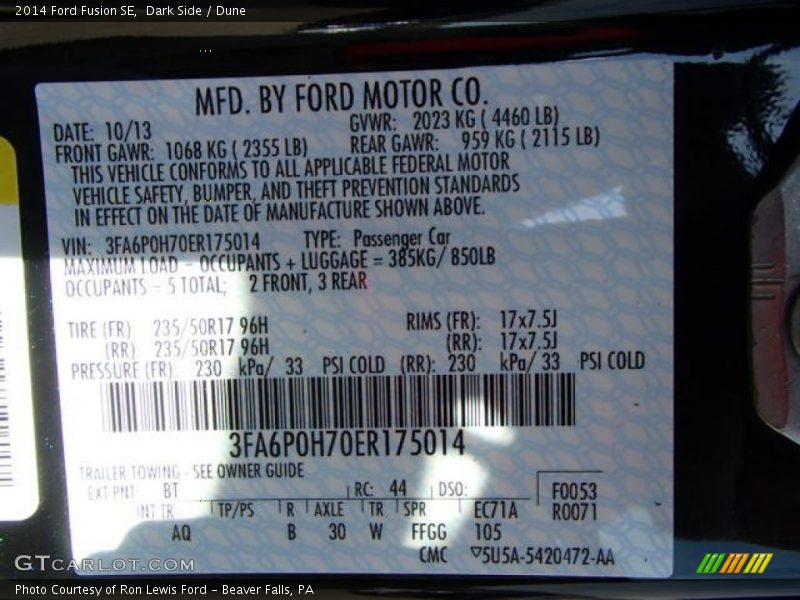 2014 Ford Fusion SE, Dark Side / Dune
MFD. BY FORD MOTOR CO.
DATE: 10/13 GVWR: 2023 KG ( 4460 LB)
FRONT GAWR: 1068 KG ( 2355 LB) REAR GAWR: 959 KG ( 2115 LB)
THIS VEHICLE CONFORMS TO ALL APPLICABLE FEDERAL MOTOR
VEHICLE SAFETY, BUMPER, AND THEFT PREVENTION STANDARDS
IN EFFECT ON THE DATE OF MANUFACTURE SHOWN ABOVE.
VIN: 3FA6P0H70ER175014 TYPE: Passenger Car
MAXIMUM LOAD - OCCUPANTS + LUGGAGE = 385KG/ 850LB
OCCUPANTS - 5 TOTAL; 2 FRONT, 3 REAR
TIRE (FR): 235/50R17 96H RIMS (FR): 17x7.5J
(RR): 235/50R17 96H (RR): 17x7.5J
PRESSURE (FR): 230 kPa/ 33 PSI COLD (RR): 230 kPa/ 33 PSI COLD
3FA6P0H70ER175014
TRAILER TOWING - SEE OWNER GUIDE
EXT PNT: BT RC: 44 DSO: F0053
INT TR TP/PS R AXLE TR SPR EC71A R0071
AQ B 30 W FFGG 105
CMC ▽5U5A-5420472-AA
GTCARLOT.COM
Photo Courtesy of Ron Lewis Ford - Beaver Falls, PA